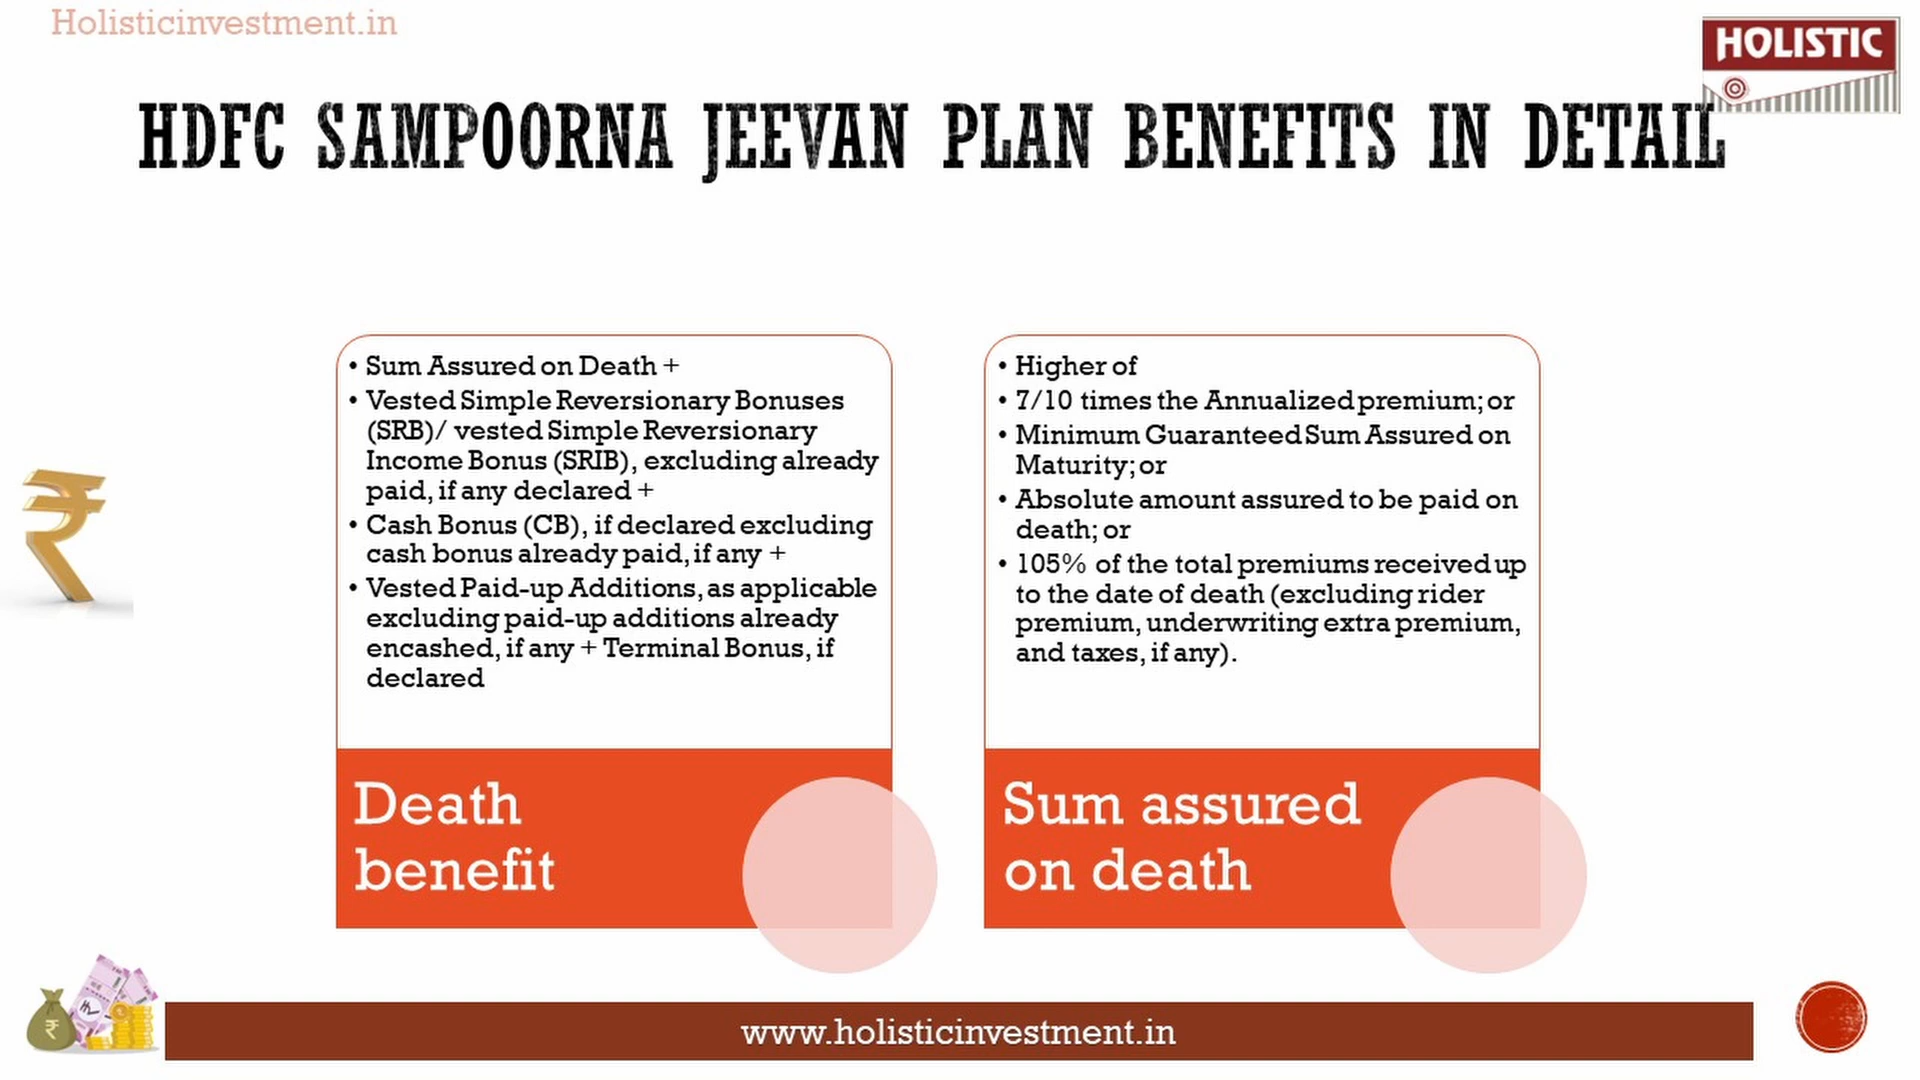 Holisticinvestment.in
HOLISTIC
HDFC SAMPOORNA JEEVAN PLAN BENEFITS IN DETAIL
• Sum Assured on Death +
• Vested Simple Reversionary Bonuses
(SRB)/ vested Simple Reversionary
Income Bonus (SRIB), excluding already
paid, if any declared +
• Cash Bonus (CB), if declared excluding
cash bonus already paid, if any +
• Vested Paid-up Additions, as applicable
excluding paid-up additions already
encashed, if any + Terminal Bonus, if
declared
Death
benefit
• Higher of
• 7/10 times the Annualized premium; or
• Minimum Guaranteed Sum Assured on
Maturity; or
• Absolute amount assured to be paid on
death; or
• 105% of the total premiums received up
to the date of death (excluding rider
premium, underwriting extra premium,
and taxes, if any).
Sum assured
on death
www.holisticinvestment.in